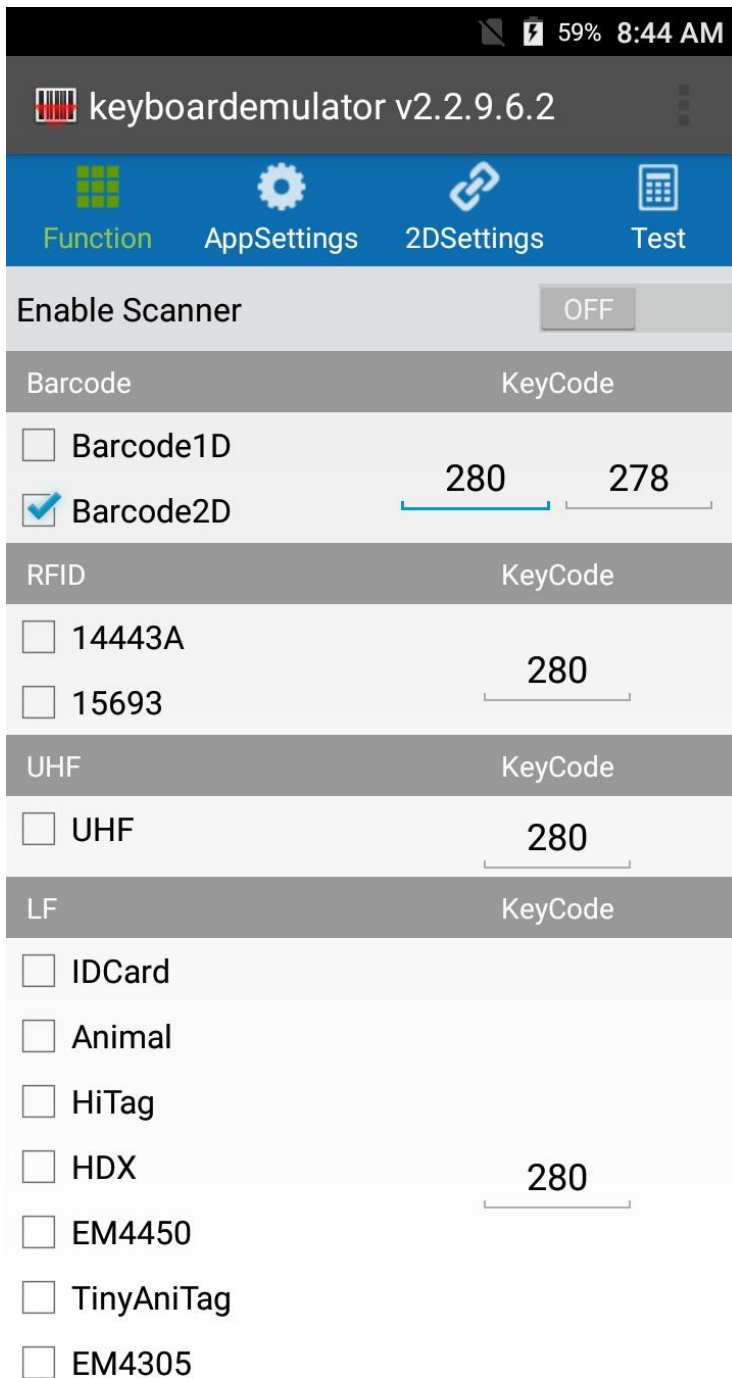 59% 8:44 AM
keyboardemulator v2.2.9.6.2
Function AppSettings 2DSettings Test
Enable Scanner OFF
Barcode KeyCode
Barcode1D
280 278
Barcode2D
RFID KeyCode
14443A
280
15693
UHF KeyCode
UHF 280
LF KeyCode
IDCard
Animal
HiTag
HDX 280
EM4450
TinyAniTag
EM4305